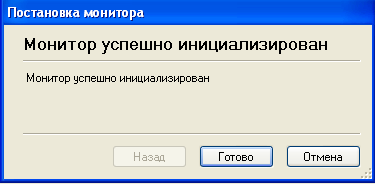 Постановка монитора
Монитор успешно инициализирован
Монитор успешно инициализирован
Назад Готово Отмена